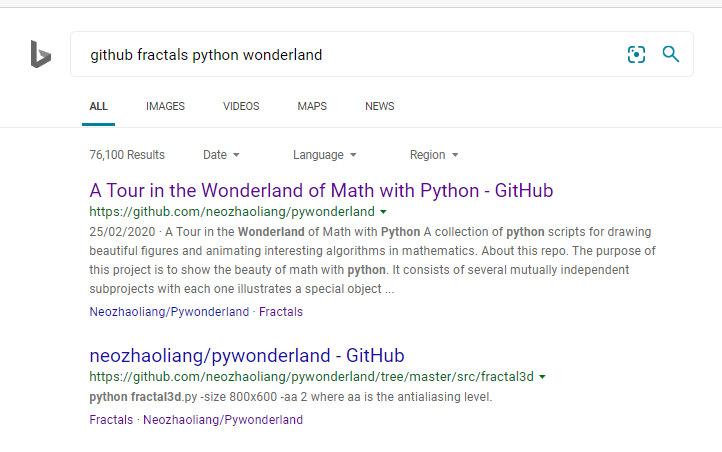 github fractals python wonderland
ALL IMAGES VIDEOS MAPS NEWS
76,100 Results Date Language Region
A Tour in the Wonderland of Math with Python - GitHub
https://github.com/neozhaoliang/pywonderland
25/02/2020 · A Tour in the Wonderland of Math with Python A collection of python scripts for drawing
beautiful figures and animating interesting algorithms in mathematics. About this repo. The purpose of
this project is to show the beauty of math with python. It consists of several mutually independent
subprojects with each one illustrates a special object ...
Neozhaoliang/Pywonderland · Fractals
neozhaoliang/pywonderland - GitHub
https://github.com/neozhaoliang/pywonderland/tree/master/src/fractal3d
python fractal3d.py -size 800x600 -aa 2 where aa is the antialiasing level.
Fractals · Neozhaoliang/Pywonderland